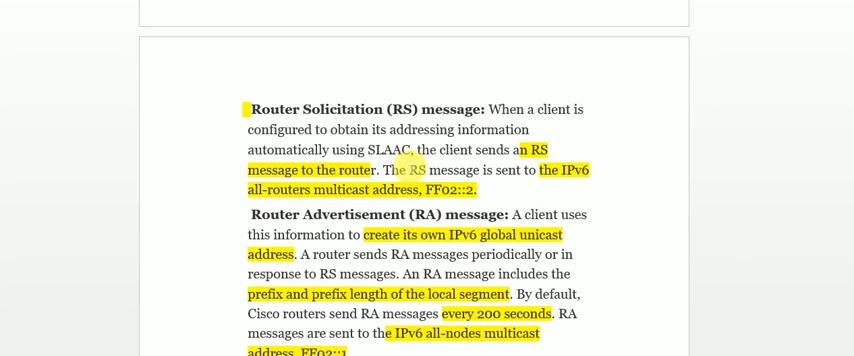 Router Solicitation (RS) message: When a client is
configured to obtain its addressing information
automatically using SLAAC, the client sends an RS
message to the router. The RS message is sent to the IPv6
all-routers multicast address, FF02::2.
Router Advertisement (RA) message: A client uses
this information to create its own IPv6 global unicast
address. A router sends RA messages periodically or in
response to RS messages. An RA message includes the
prefix and prefix length of the local segment. By default,
Cisco routers send RA messages every 200 seconds. RA
messages are sent to the IPv6 all-nodes multicast
address, FF02::1